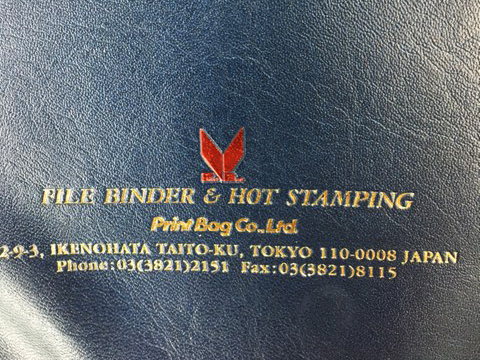 FILE BINDER & HOT STAMPING
Print Bag Co.,Ltd.
2-9-3, IKENOHATA TAITO-KU, TOKYO 110-0008 JAPAN
Phone:03(3821)2151 Fax:03(3821)8115